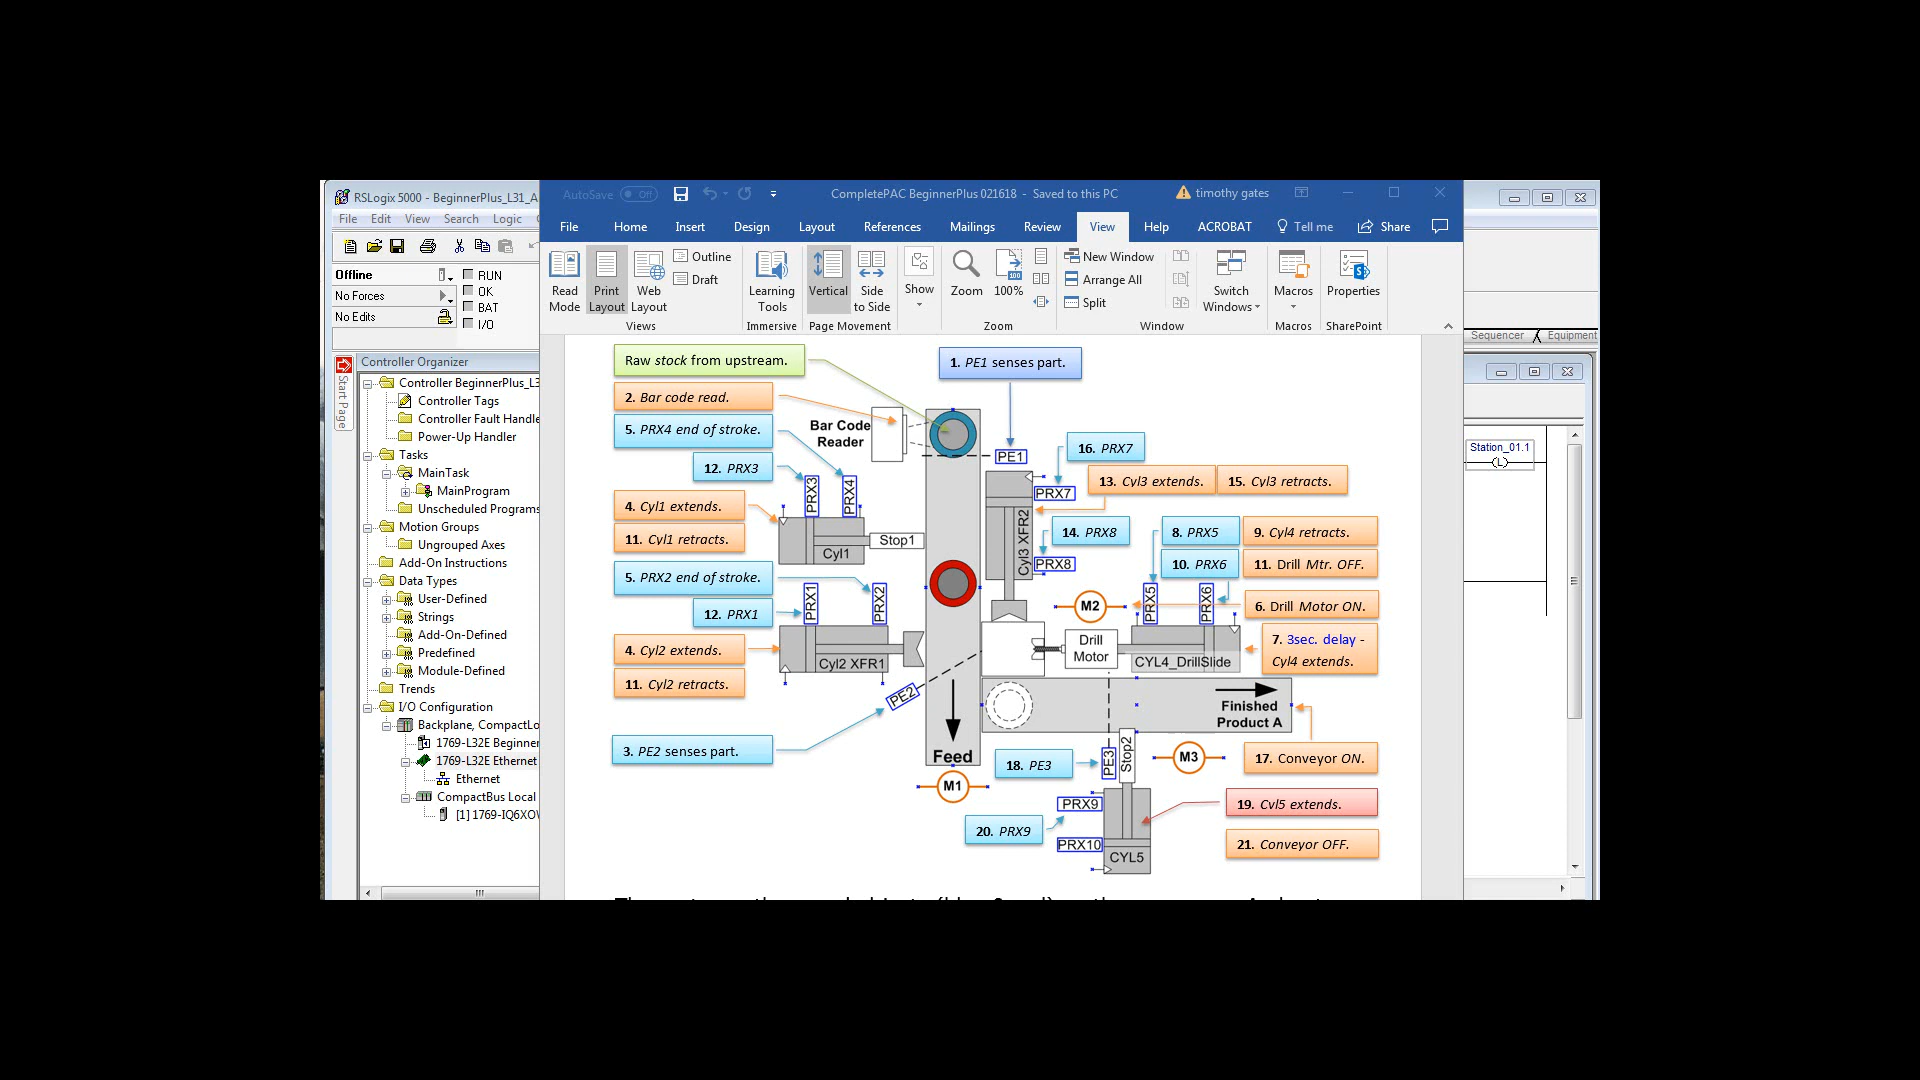 RSLogix 5000 - BeginnerPlus_L31_A
File Edit View Search Logic
Offline
No Forces
No Edits
RUN
OK
BAT
I/O
Start Page
Controller Organizer
Controller BeginnerPlus_L3
Controller Tags
Controller Fault Handle
Power-Up Handler
Tasks
MainTask
MainProgram
Unscheduled Programs
Motion Groups
Ungrouped Axes
Add-On Instructions
Data Types
User-Defined
Strings
Add-On-Defined
Predefined
Module-Defined
Trends
I/O Configuration
Backplane, CompactLo
1769-L32E Beginner
1769-L32E Ethernet
Ethernet
CompactBus Local
[1] 1769-IQ6XOW
AutoSave Off
CompletePAC BeginnerPlus 021618 - Saved to this PC
timothy gates
File Home Insert Design Layout References Mailings Review View Help ACROBAT Tell me Share
Read Mode
Print Layout
Web Layout
Outline
Draft
Views
Learning Tools
Immersive
Vertical
Side to Side
Page Movement
Show
Zoom
100%
100
Zoom
New Window
Arrange All
Split
Switch Windows
Window
Macros
Macros
Properties
SharePoint
Raw stock from upstream.
1. PE1 senses part.
2. Bar code read.
5. PRX4 end of stroke.
12. PRX3
4. Cyl1 extends.
11. Cyl1 retracts.
5. PRX2 end of stroke.
12. PRX1
4. Cyl2 extends.
11. Cyl2 retracts.
3. PE2 senses part.
Bar Code
Reader
PE1
PRX3
PRX4
Cyl1
Stop1
PRX1
PRX2
Cyl2 XFR1
PE2
Feed
M1
16. PRX7
PRX7
13. Cyl3 extends.
15. Cyl3 retracts.
Cyl3 XFR2
14. PRX8
PRX8
8. PRX5
9. Cyl4 retracts.
10. PRX6
11. Drill Mtr. OFF.
M2
PRX5
PRX6
6. Drill Motor ON.
Drill
Motor
CYL4_DrillSlide
7. 3sec. delay -
Cyl4 extends.
Finished
Product A
17. Conveyor ON.
18. PE3
PE3
Stop2
M3
PRX9
20. PRX9
PRX10
CYL5
19. Cyl5 extends.
21. Conveyor OFF.
Sequencer
Equipment
Station_01.1
L